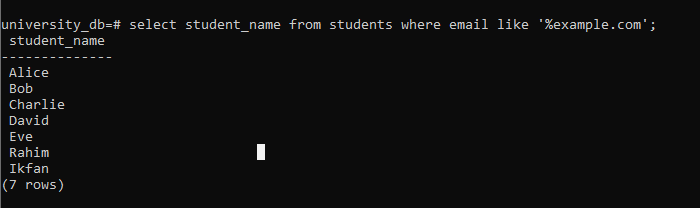 university_db=# select student_name from students where email like '%example.com';
student_name
--------------
Alice
Bob
Charlie
David
Eve
Rahim
Ikfan
(7 rows)